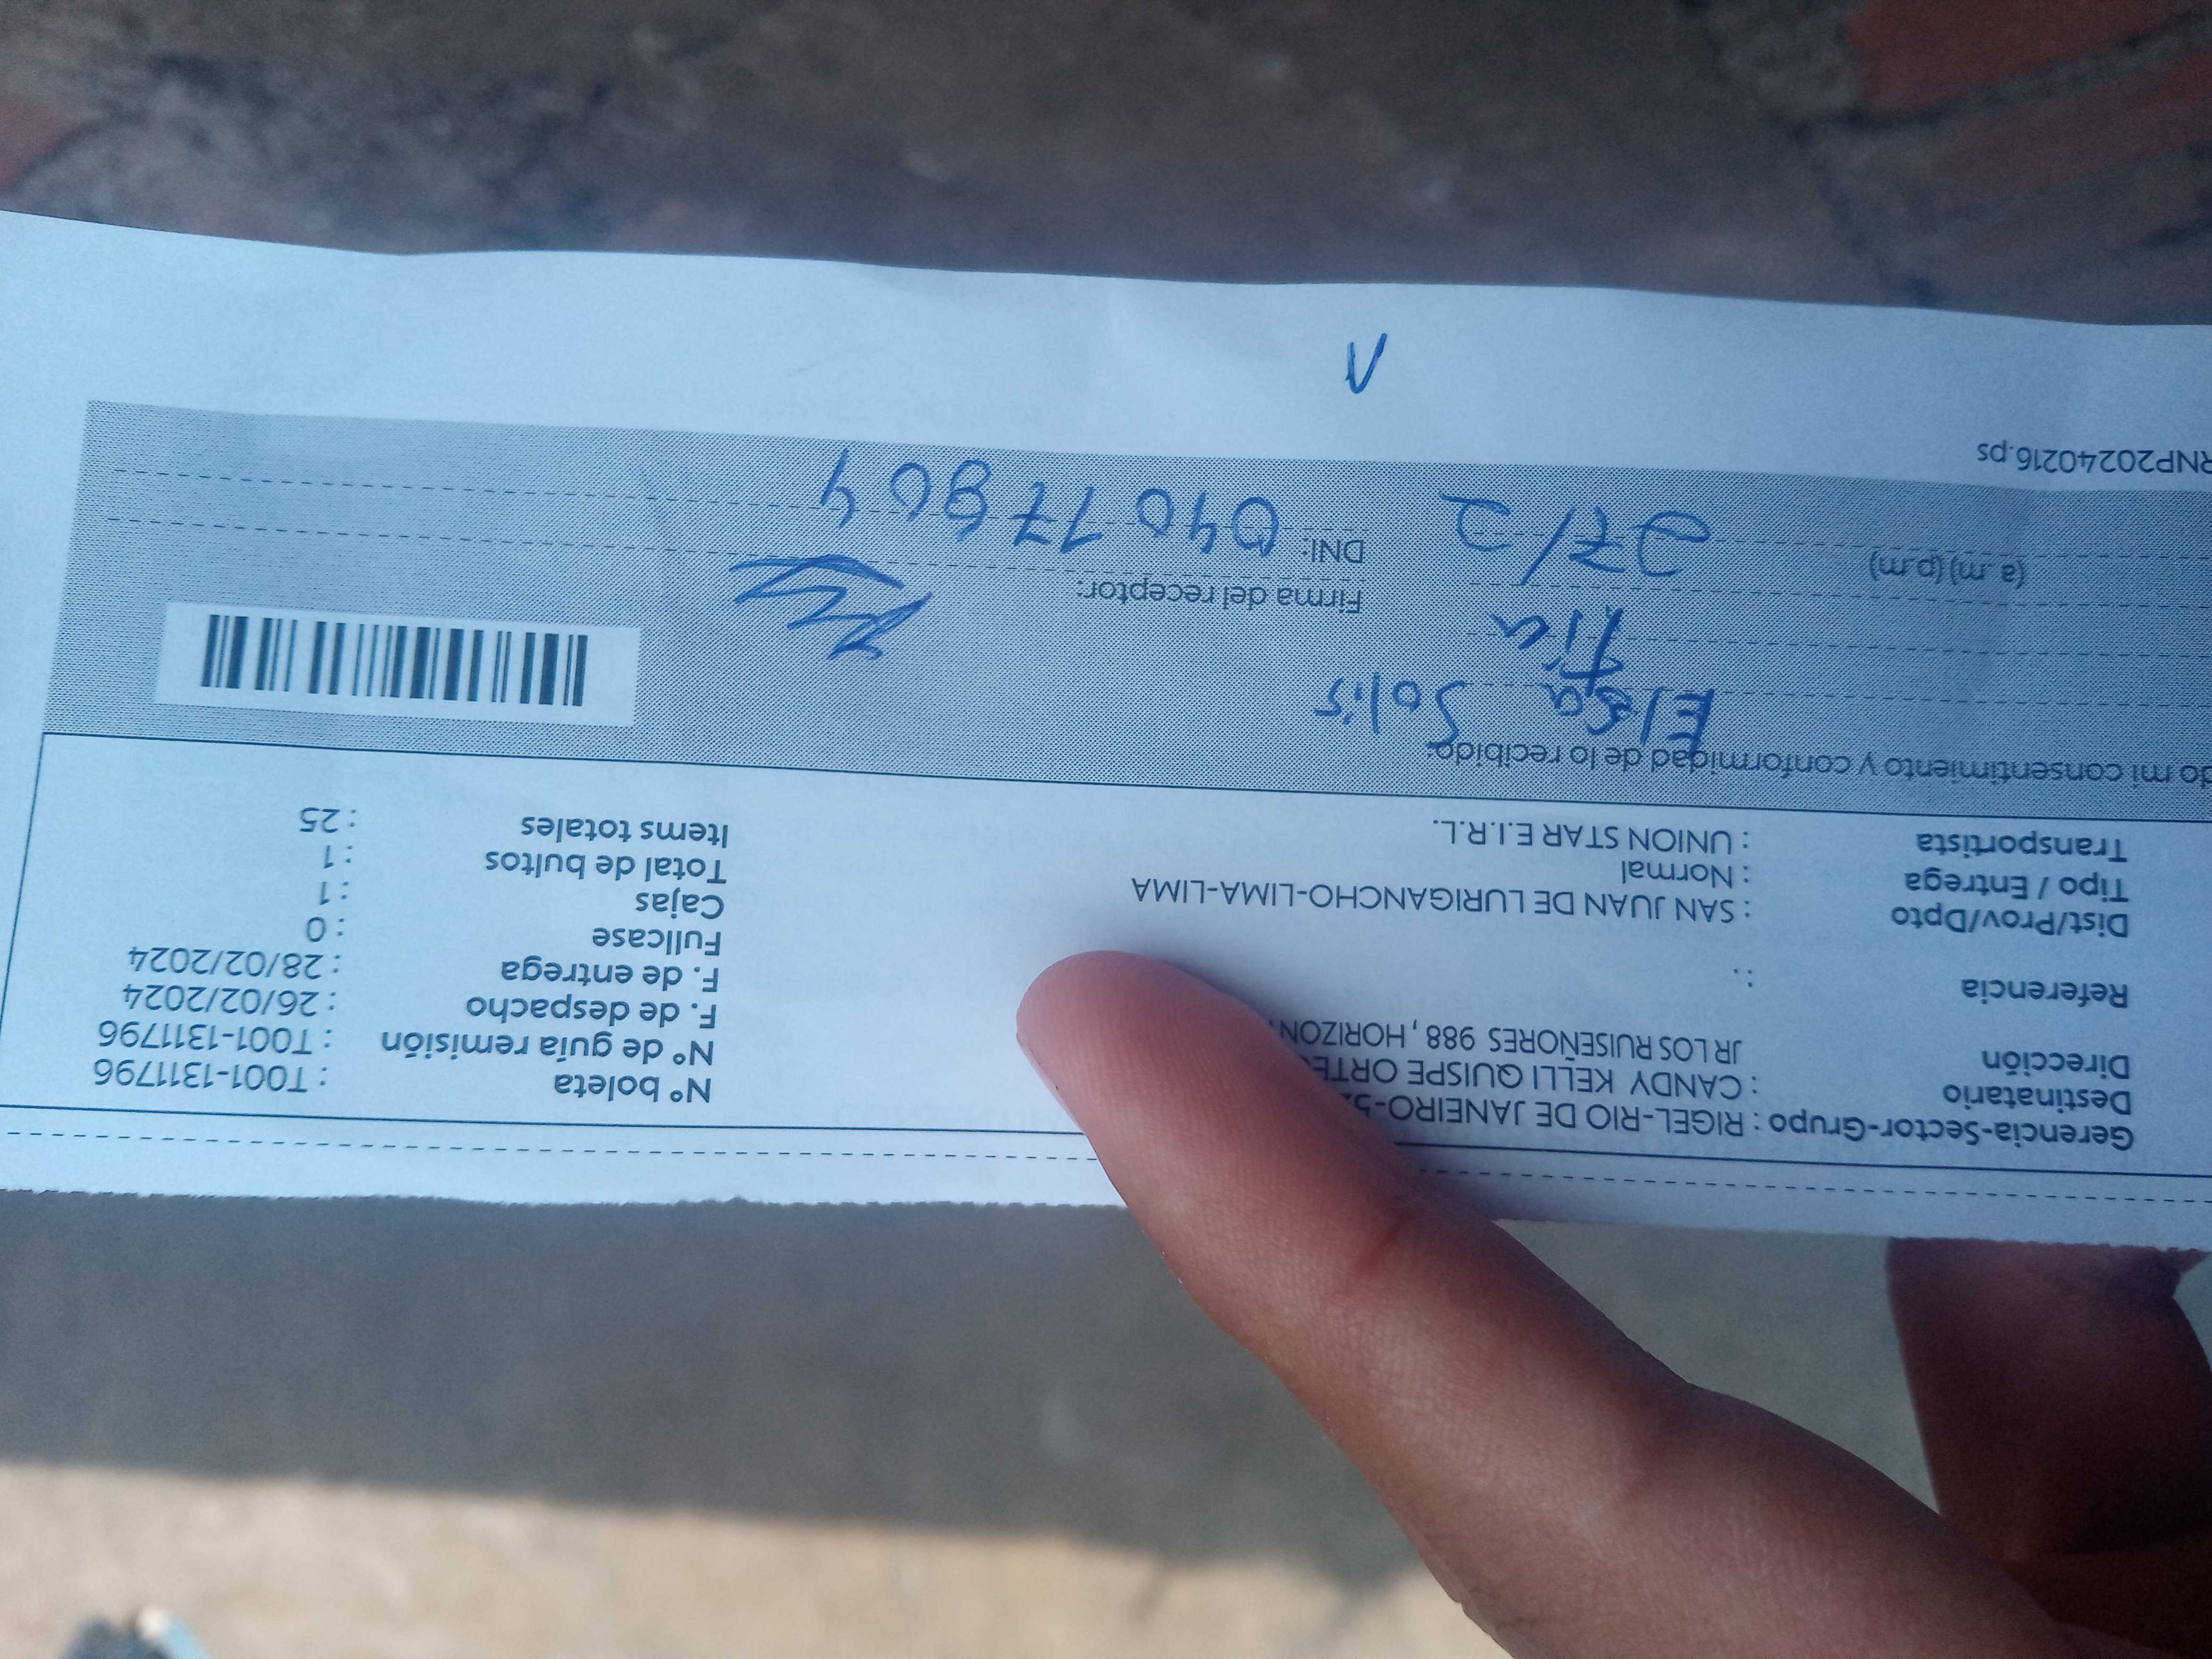 Gerencia-Sector-Grupo : RIGEL-RIO DE JANEIRO-5
Destinatario : CANDY KELLI QUISPE ORTE
Dirección JR LOS RUISEÑORES 988, HORIZON
Referencia :
Dist/Prov/Dpto : SAN JUAN DE LURIGANCHO-LIMA-LIMA
Tipo / Entrega : Normal
Transportista : UNION STAR E.I.R.L.
Nº boleta : T001-1311796
Nº de guía remisión : T001-1311796
F. de despacho : 26/02/2024
F. de entrega : 28/02/2024
Fullcase : 0
Cajas : 1
Total de bultos : 1
Items totales : 25
do mi consentimiento y conformidad de lo recibido:
Elsa Solis
tia
(a .m) (p.m) 27/2
Firma del receptor:
DNI: 04017904
RNP20240216.ps